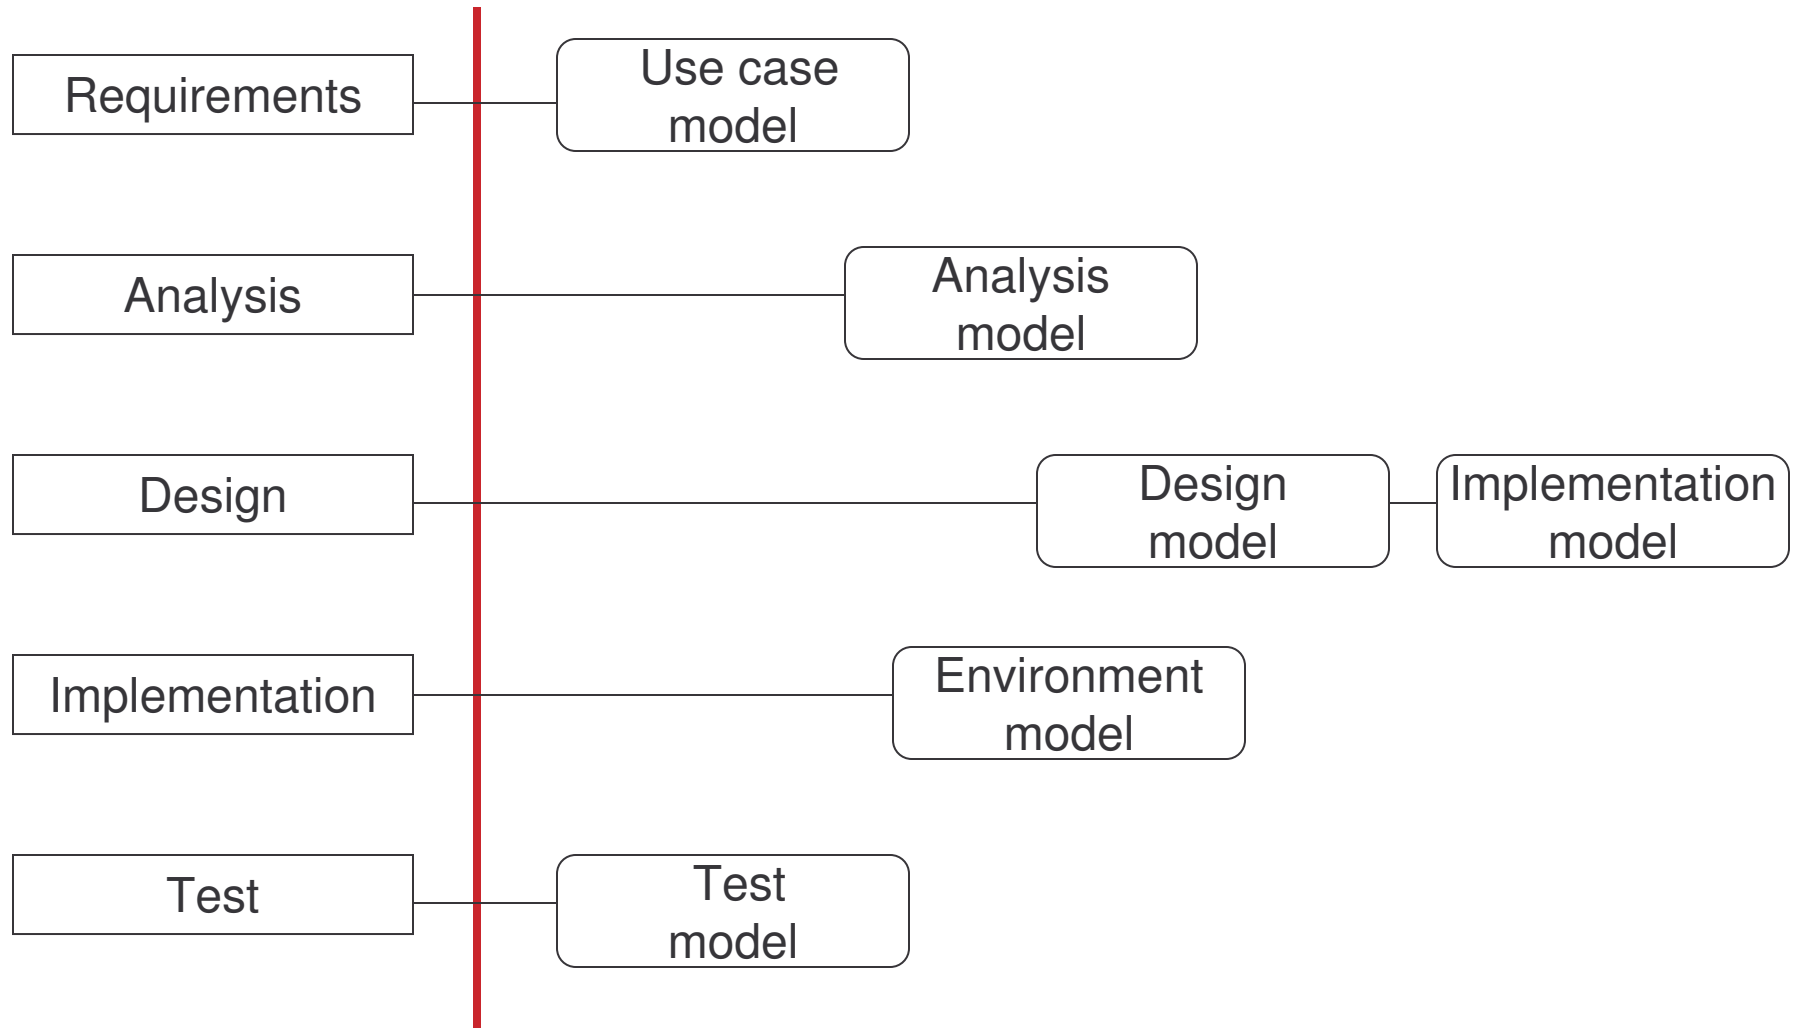 Requirements
Use case
model
Analysis
Analysis
model
Design
Design
model
Implementation
model
Implementation
Environment
model
Test
Test
model